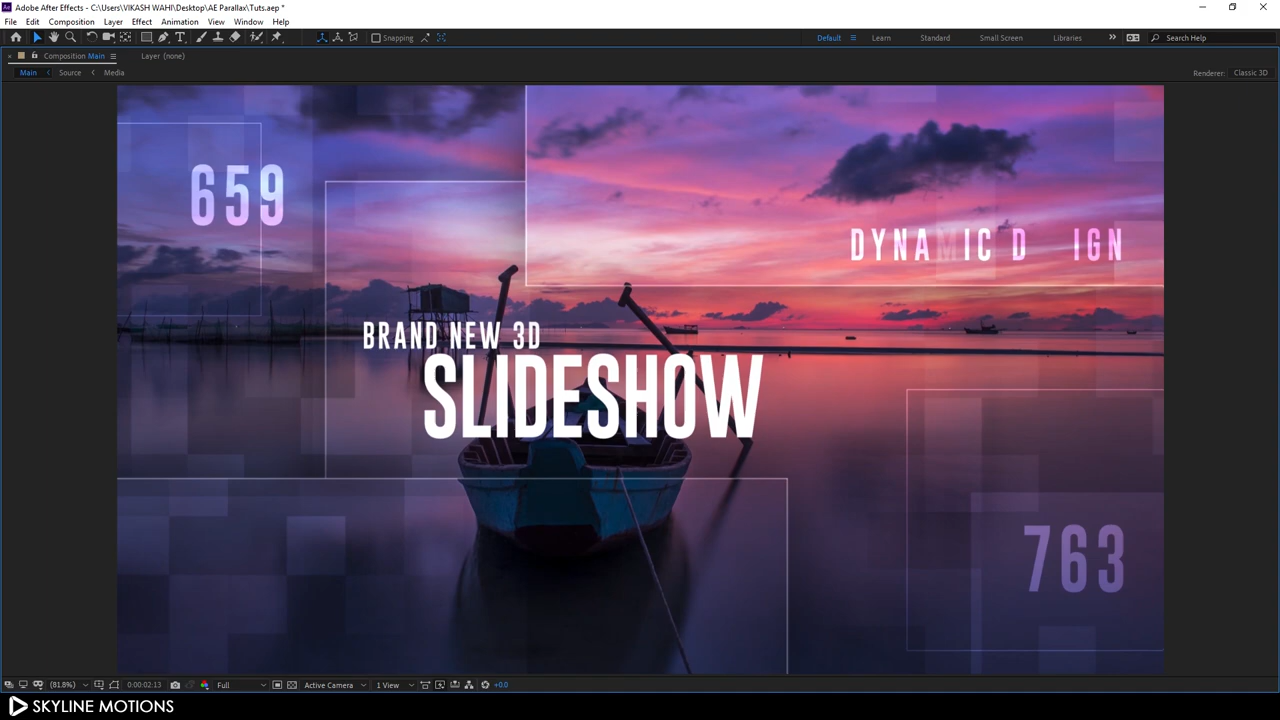 Adobe After Effects - C:\Users\VIKASH WAHI\Desktop\AE Parallax\Tuts.aep *
File Edit Composition Layer Effect Animation View Window Help
Snapping Default Learn Standard Small Screen Libraries Search Help
Composition Main Layer (none)
Main Source Media Renderer: Classic 3D
659
DYNAMIC D IGN
BRAND NEW 3D
SLIDESHOW
763
(81.8%) 0:00:02:13 Full Active Camera 1 View +0.0
SKYLINE MOTIONS